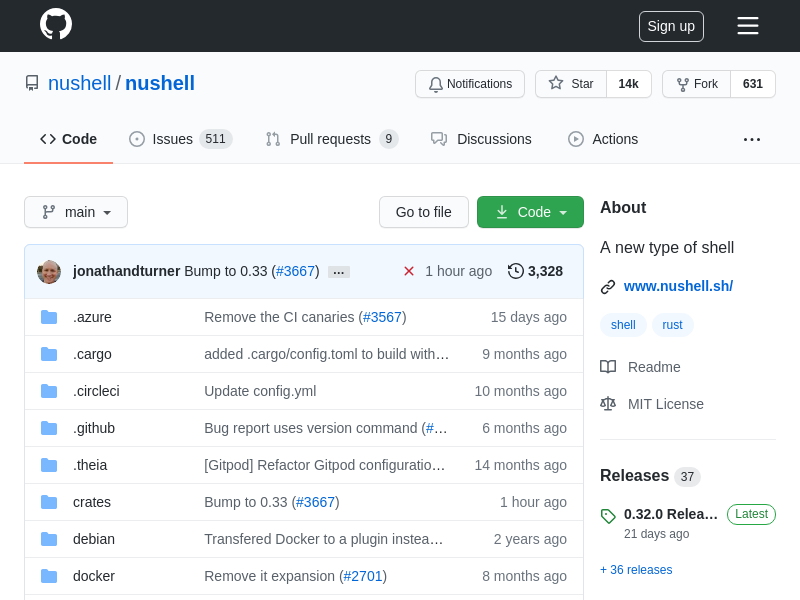 Sign up
nushell / nushell
Notifications
Star 14k
Fork 631
Code
Issues 511
Pull requests 9
Discussions
Actions
main
Go to file
Code
jonathandturner Bump to 0.33 (#3667) … 1 hour ago 3,328
.azure Remove the CI canaries (#3567) 15 days ago
.cargo added .cargo/config.toml to build with… 9 months ago
.circleci Update config.yml 10 months ago
.github Bug report uses version command (#… 6 months ago
.theia [Gitpod] Refactor Gitpod configuratio… 14 months ago
crates Bump to 0.33 (#3667) 1 hour ago
debian Transfered Docker to a plugin instea… 2 years ago
docker Remove it expansion (#2701) 8 months ago
About
A new type of shell
www.nushell.sh/
shell rust
Readme
MIT License
Releases 37
0.32.0 Relea… Latest
21 days ago
+ 36 releases